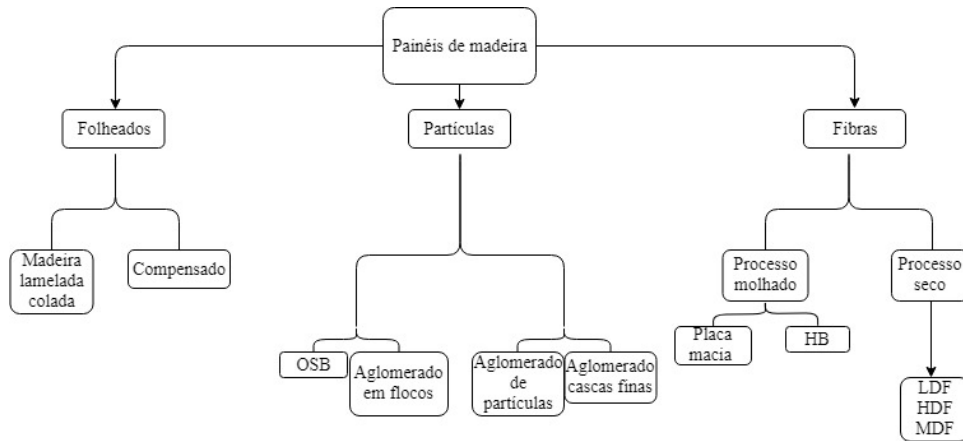 Painéis de madeira
Folheados
Partículas
Fibras
Madeira
lamelada
colada
Compensado
Processo
molhado
Processo
seco
Placa
macia
HB
OSB
Aglomerado
em flocos
Aglomerado
de
partículas
Aglomerado
cascas finas
LDF
HDF
MDF